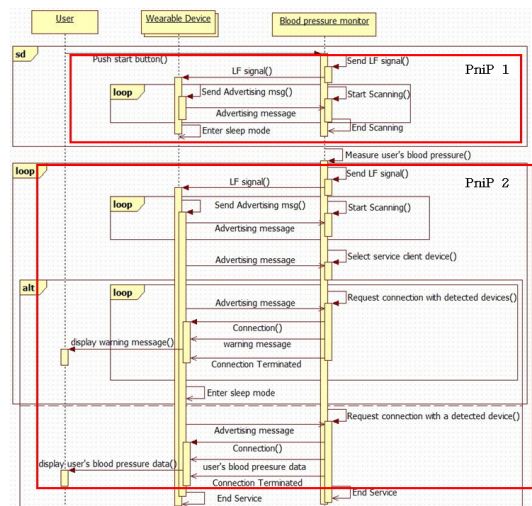 User
Wearable Device
Blood pressure monitor
sd
Push start button()
Send LF signal()
PniP 1
LF signal()
loop
Send Advertising msg()
Start Scanning()
Advertising message
Enter sleep mode
End Scanning
Measure user's blood pressure()
loop
Send LF signal()
LF signal()
PniP 2
loop
Send Advertising msg()
Start Scanning()
Advertising message
Select service client device()
Advertising message
alt
loop
Request connection with detected devices()
Advertising message
Connection()
display warning message()
warning message
Connection Terminated
Enter sleep mode
Request connection with a detected device()
Advertising message
Connection()
display user's blood pressure data()
user's blood preesure data
Connection Terminated
End Service
End Service